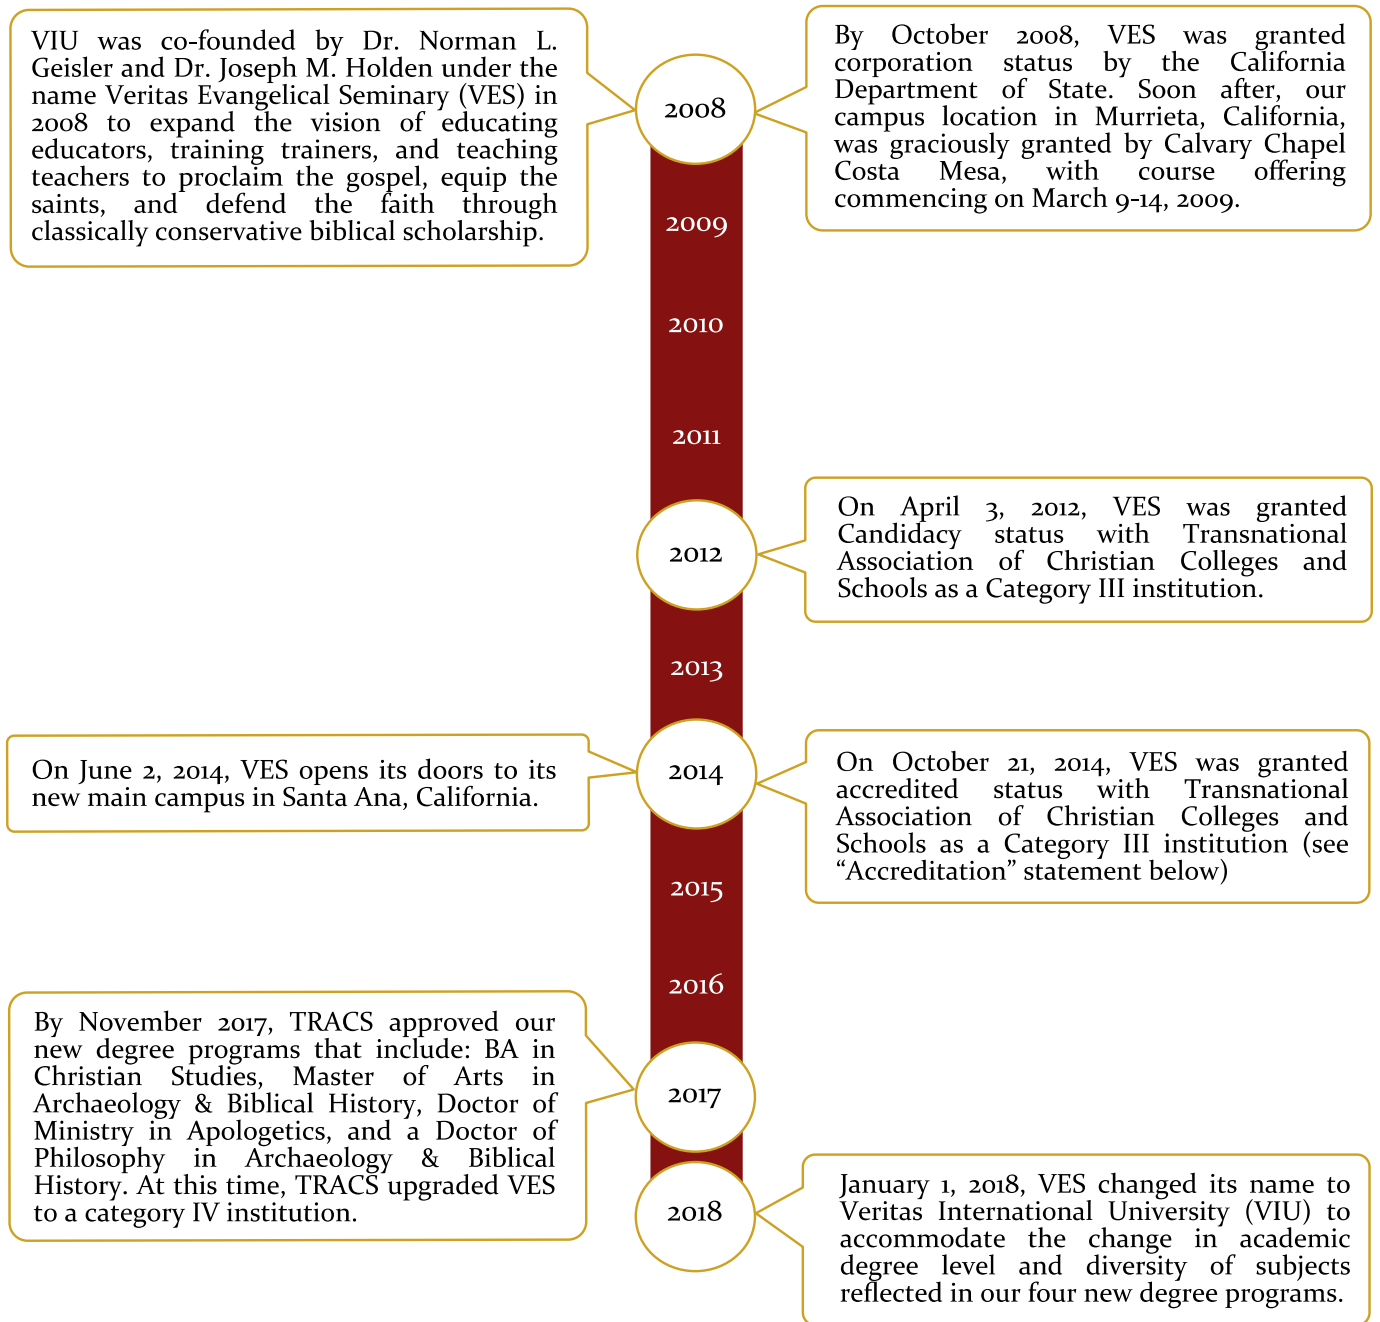 VIU was co-founded by Dr. Norman L.
Geisler and Dr. Joseph M. Holden under the
name Veritas Evangelical Seminary (VES) in
2008 to expand the vision of educating
educators, training trainers, and teaching
teachers to proclaim the gospel, equip the
saints, and defend the faith through
classically conservative biblical scholarship.
2008
By October 2008, VES was granted
corporation status by the California
Department of State. Soon after, our
campus location in Murrieta, California,
was graciously granted by Calvary Chapel
Costa Mesa, with course offering
commencing on March 9-14, 2009.
2009
2010
2011
2012
On April 3, 2012, VES was granted
Candidacy status with Transnational
Association of Christian Colleges and
Schools as a Category III institution.
2013
On June 2, 2014, VES opens its doors to its
new main campus in Santa Ana, California.
2014
On October 21, 2014, VES was granted
accredited status with Transnational
Association of Christian Colleges and
Schools as a Category III institution (see
“Accreditation” statement below)
2015
2016
By November 2017, TRACS approved our
new degree programs that include: BA in
Christian Studies, Master of Arts in
Archaeology & Biblical History, Doctor of
Ministry in Apologetics, and a Doctor of
Philosophy in Archaeology & Biblical
History. At this time, TRACS upgraded VES
to a category IV institution.
2017
2018
January 1, 2018, VES changed its name to
Veritas International University (VIU) to
accommodate the change in academic
degree level and diversity of subjects
reflected in our four new degree programs.